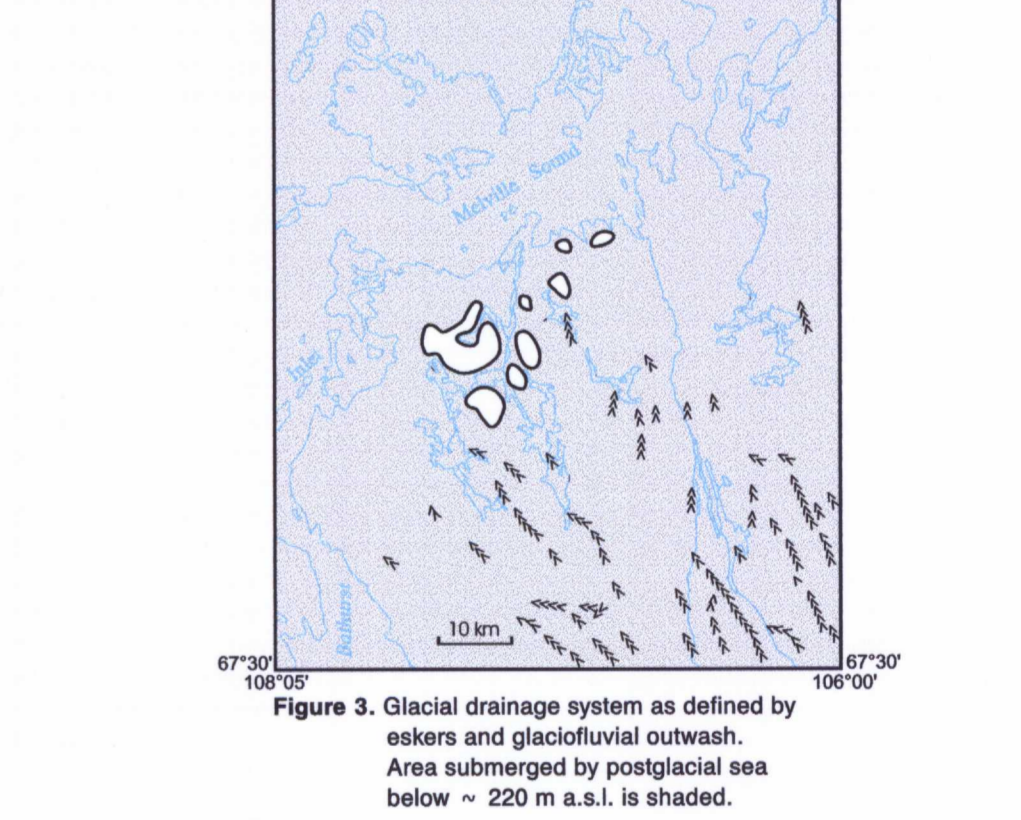 Melville Sound
Inlet
Bathurst
10 km
67°30'
67°30'
108°05'
106°00'
Figure 3. Glacial drainage system as defined by
eskers and glaciofluvial outwash.
Area submerged by postglacial sea
below ~ 220 m a.s.l. is shaded.